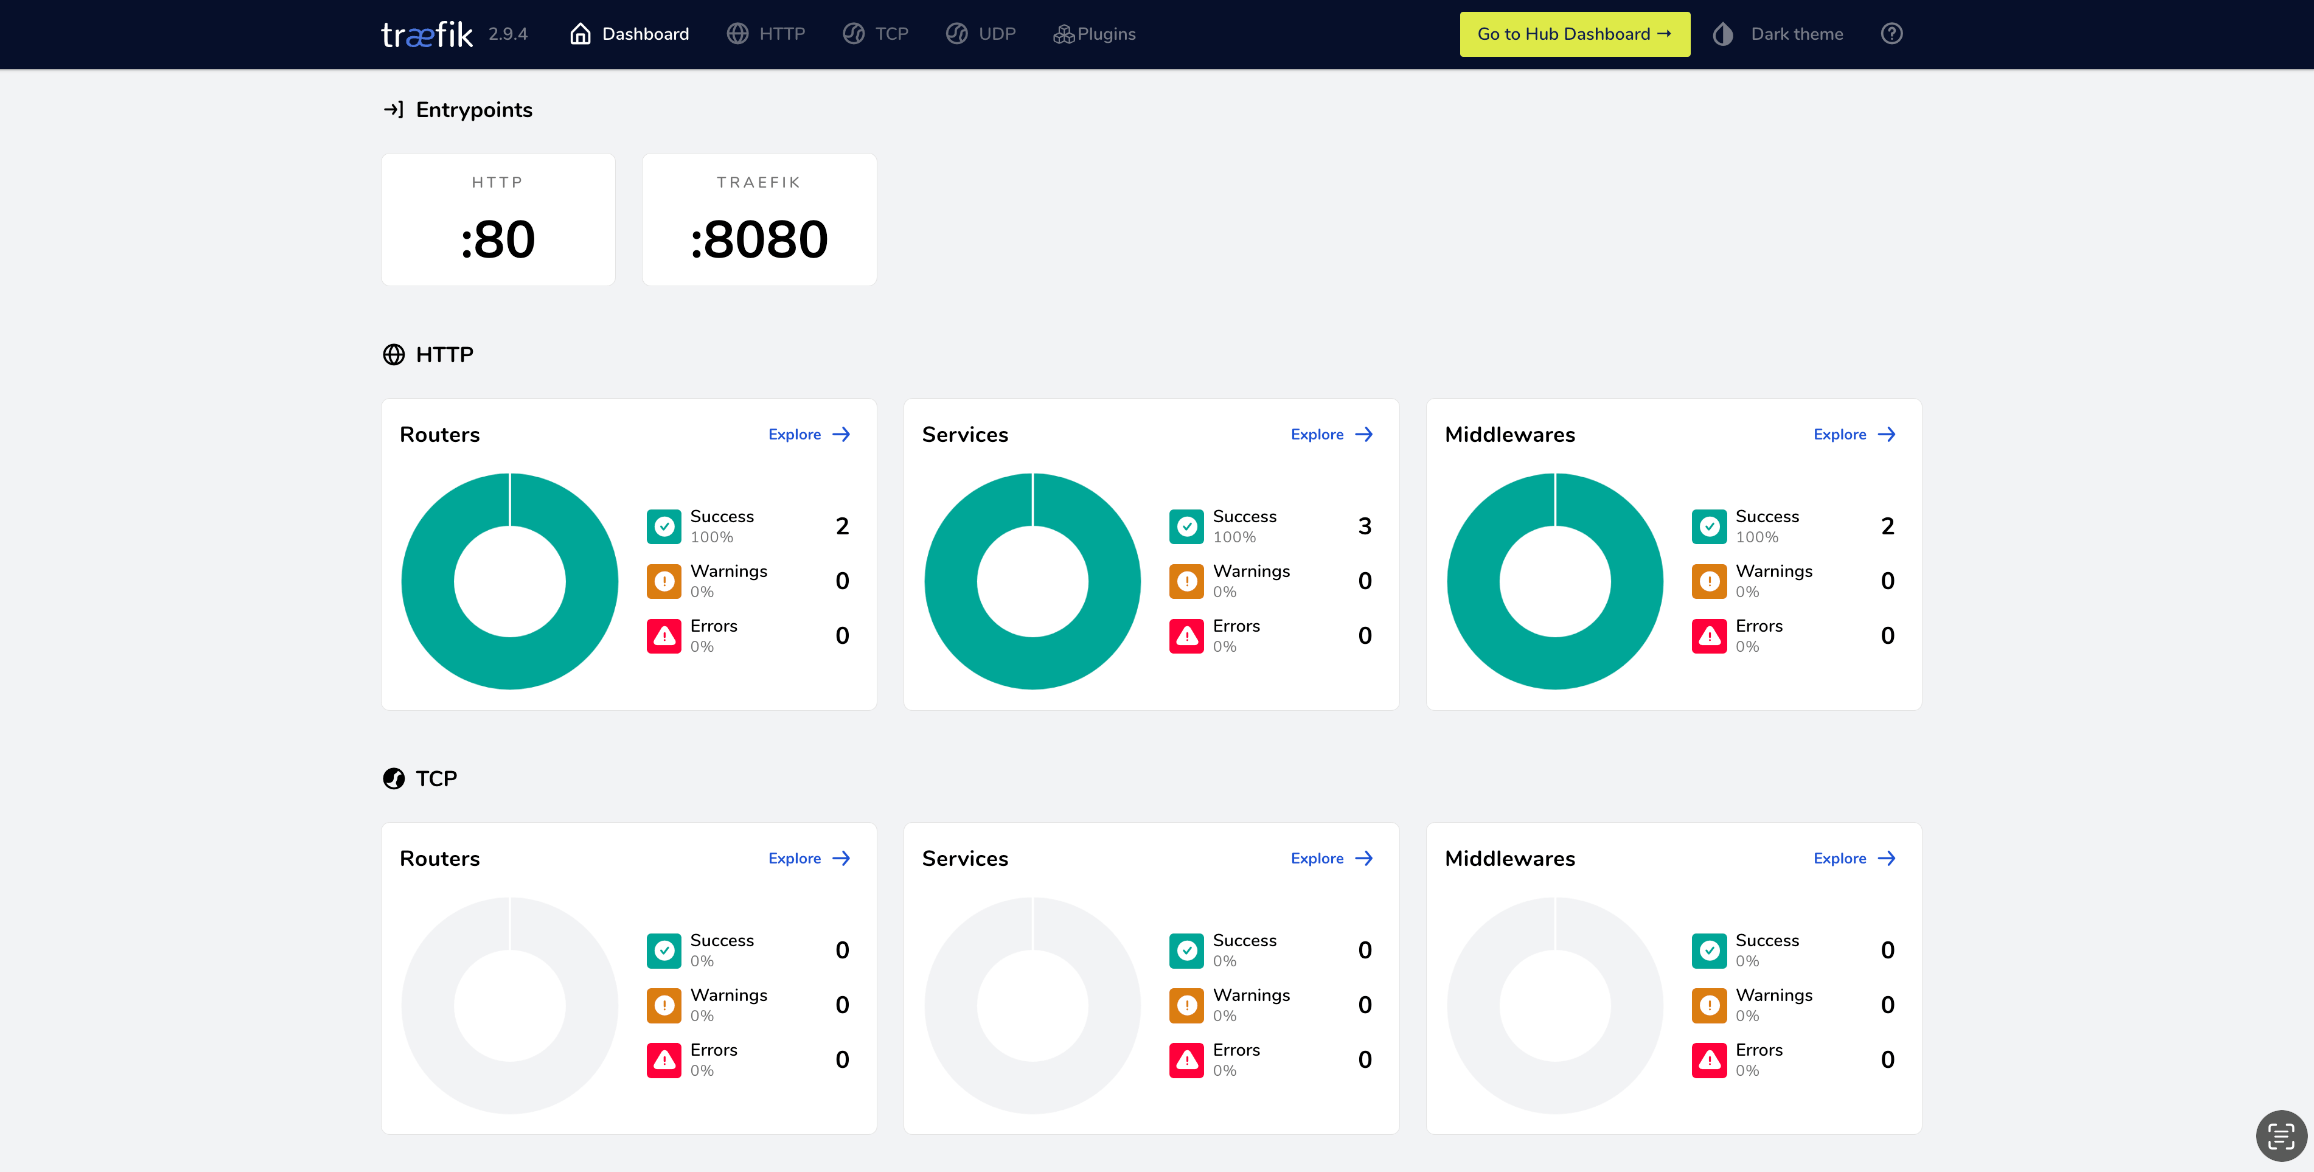 træfik 2.9.4 Dashboard HTTP TCP UDP Plugins Go to Hub Dashboard → Dark theme
Entrypoints
HTTP
:80
TRAEFIK
:8080
HTTP
Routers Explore
Success 2
100%
Warnings 0
0%
Errors 0
0%
Services Explore
Success 3
100%
Warnings 0
0%
Errors 0
0%
Middlewares Explore
Success 2
100%
Warnings 0
0%
Errors 0
0%
TCP
Routers Explore
Success 0
0%
Warnings 0
0%
Errors 0
0%
Services Explore
Success 0
0%
Warnings 0
0%
Errors 0
0%
Middlewares Explore
Success 0
0%
Warnings 0
0%
Errors 0
0%